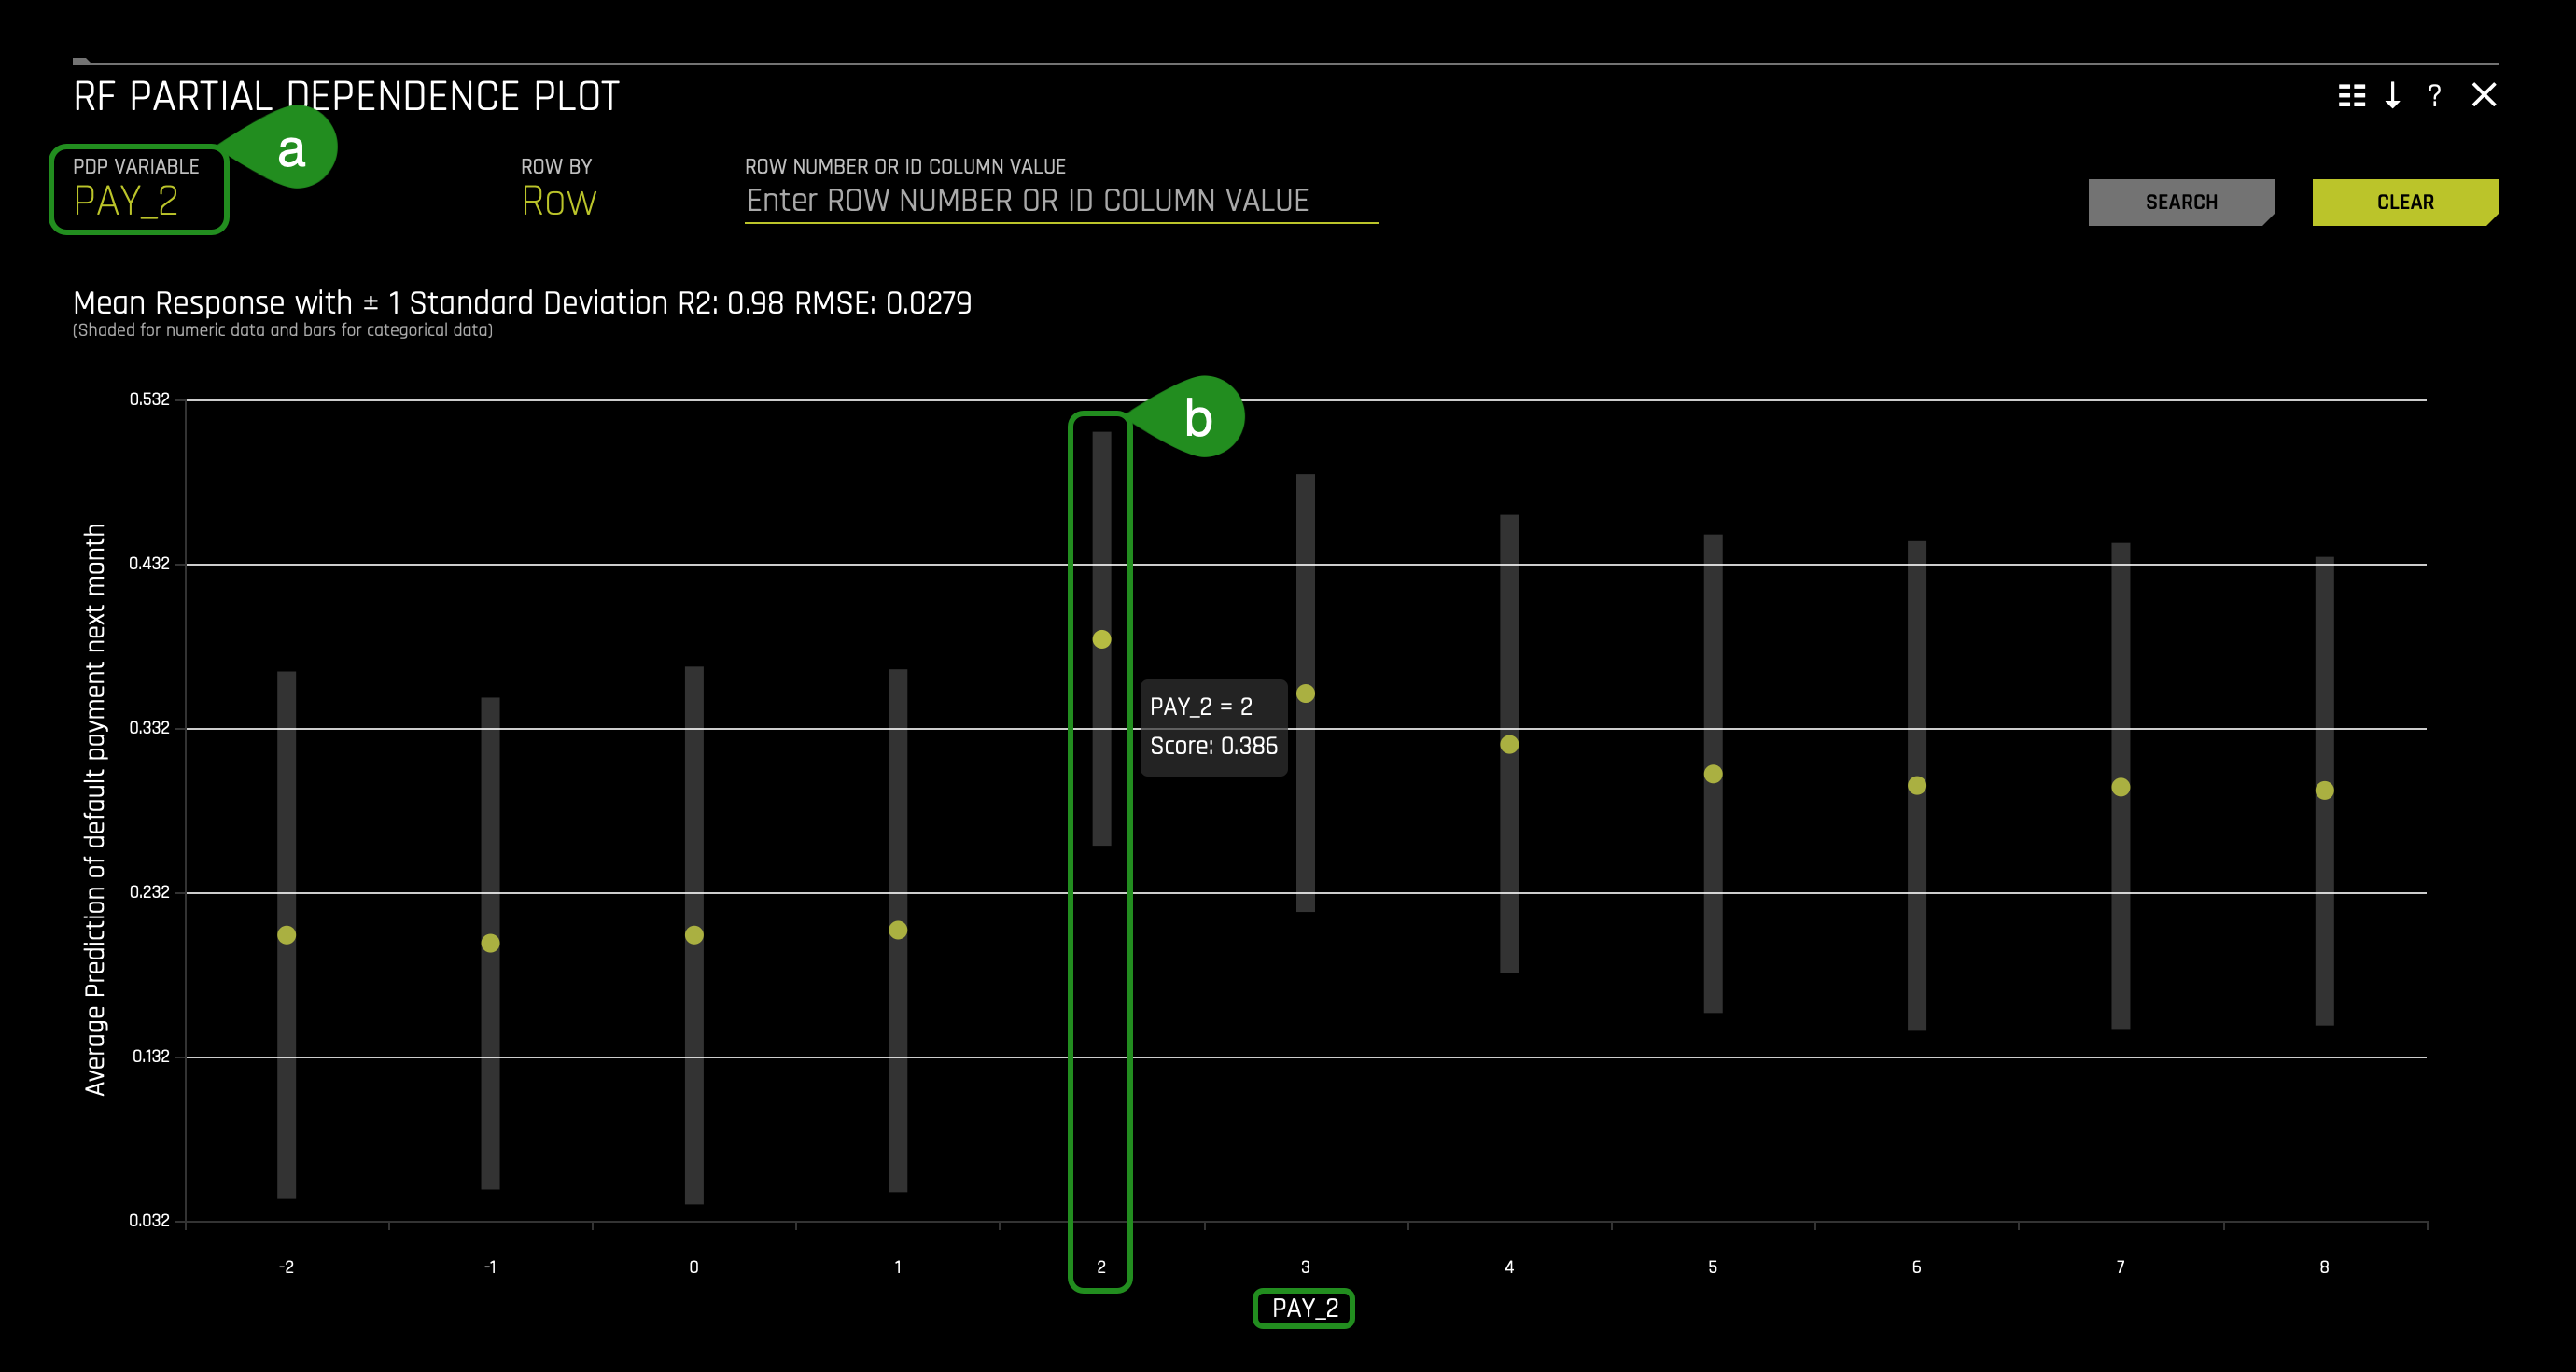 RF PARTIAL DEPENDENCE PLOT
?
a
PDP VARIABLE
PAY_2
ROW BY
Row
ROW NUMBER OR ID COLUMN VALUE
Enter ROW NUMBER OR ID COLUMN VALUE
SEARCH
CLEAR
Mean Response with ± 1 Standard Deviation R2: 0.98 RMSE: 0.0279
(Shaded for numeric data and bars for categorical data)
b
Average Prediction of default payment next month
0.532
0.432
0.332
0.232
0.132
0.032
PAY_2 = 2
Score: 0.386
-2 -1 0 1 2 3 4 5 6 7 8
PAY_2